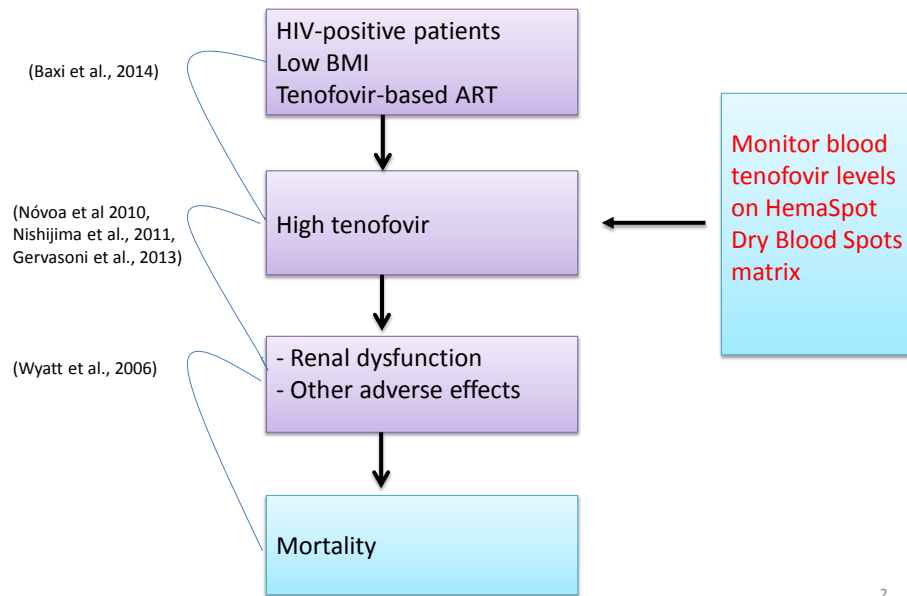 HIV-positive patients
Low BMI
Tenofovir-based ART
(Baxi et al., 2014)
Monitor blood
tenofovir levels
on HemaSpot
Dry Blood Spots
matrix
(Nóvoa et al 2010,
Nishijima et al., 2011,
Gervasoni et al., 2013)
High tenofovir
- Renal dysfunction
- Other adverse effects
(Wyatt et al., 2006)
Mortality
2